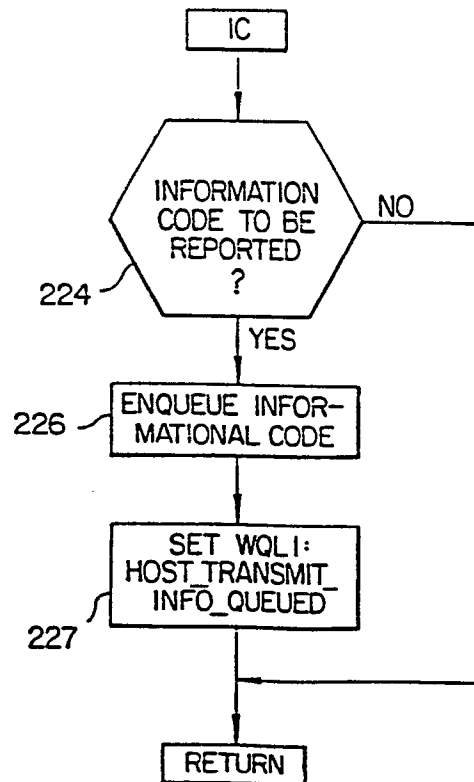 IC
INFORMATION
CODE TO BE
REPORTED
?
NO
224
YES
ENQUEUE INFOR-
MATIONAL CODE
226
SET WQL1:
HOST_TRANSMIT_
INFO_QUEUED
227
RETURN